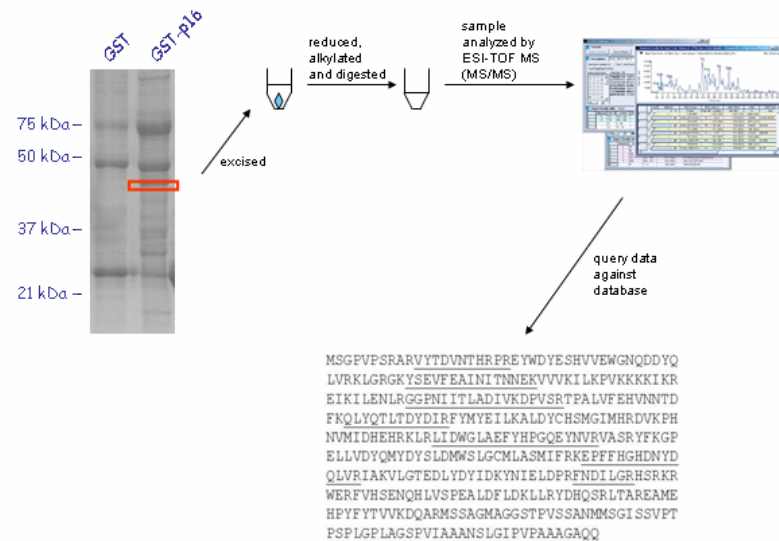 GST
GST-p16
75 kDa
50 kDa
37 kDa
21 kDa
excised
reduced,
alkylated
and digested
sample
analyzed by
ESI-TOF MS
(MS/MS)
query data
against
database
MSGPVPSRARVYTDVNTHRPREYWDYESHVVEWGNQDDYQ
LVRKLGRGKYSEVFEAINITNNEKVVVKILKPVKKKKIKR
EIKILENLRGGPNIITLADIVKDPVSRTPALVFEHVNNTD
FKQLYQTLTDYDIRFYMYEILKALDYCHSMGIMHRDVKPH
NVMIDHEHRKLRLIDWGLAEFYHPGQEYNVRVASRYFKGP
ELLVDYQMYDYSLDMWSLGCMLASMIFRKEPFFHGHDNYD
QLVRIAKVLGTEDLYDYIDKYNIELDPRFNDILGRHSRKR
WERFVHSENQHLVSPEALDFLDKLLRYDHQSRLTAREAME
HPYFYTVVKDQARMSSAGMAGGSTPVSSANMMSGISSVPT
PSPLGPLAGSPVIAAANSLGIPVPAAAGAQQ